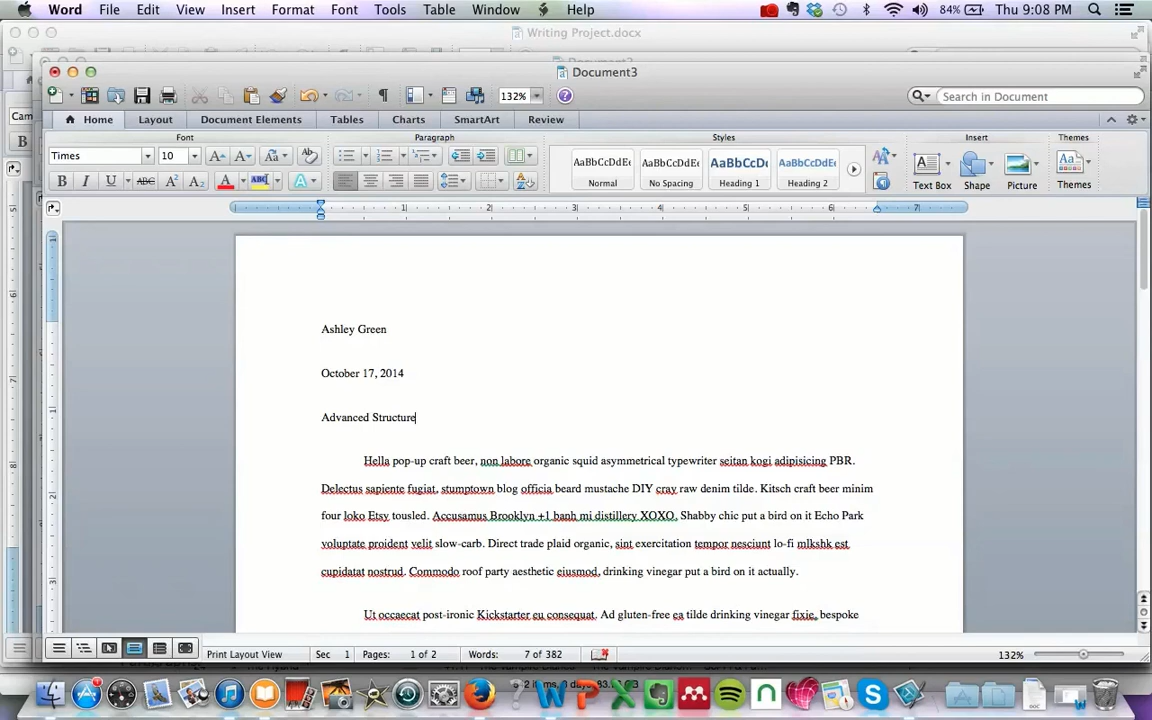 Word File Edit View Insert Format Font Tools Table Window Help 84% Thu 9:08 PM
Writing Project.docx
Document3
132% Search in Document
Home Layout Document Elements Tables Charts SmartArt Review
Font Paragraph Styles Insert Themes
Times 10 AaBbCcDdEe AaBbCcDdEe AaBbCcDc AaBbCcDdEe
Normal No Spacing Heading 1 Heading 2 Text Box Shape Picture Themes
Ashley Green
October 17, 2014
Advanced Structure
Hella pop-up craft beer, non labore organic squid asymmetrical typewriter seitan kogi adipisicing PBR.
Delectus sapiente fugiat, stumptown blog officia beard mustache DIY cray raw denim tilde. Kitsch craft beer minim
four loko Etsy tousled. Accusamus Brooklyn +1 banh mi distillery XOXO. Shabby chic put a bird on it Echo Park
voluptate proident velit slow-carb. Direct trade plaid organic, sint exercitation tempor nesciunt lo-fi mlkshk est
cupidatat nostrud. Commodo roof party aesthetic eiusmod, drinking vinegar put a bird on it actually.
Ut occaecat post-ironic Kickstarter eu consequat. Ad gluten-free ea tilde drinking vinegar fixie, bespoke
Print Layout View Sec 1 Pages: 1 of 2 Words: 7 of 382 132%